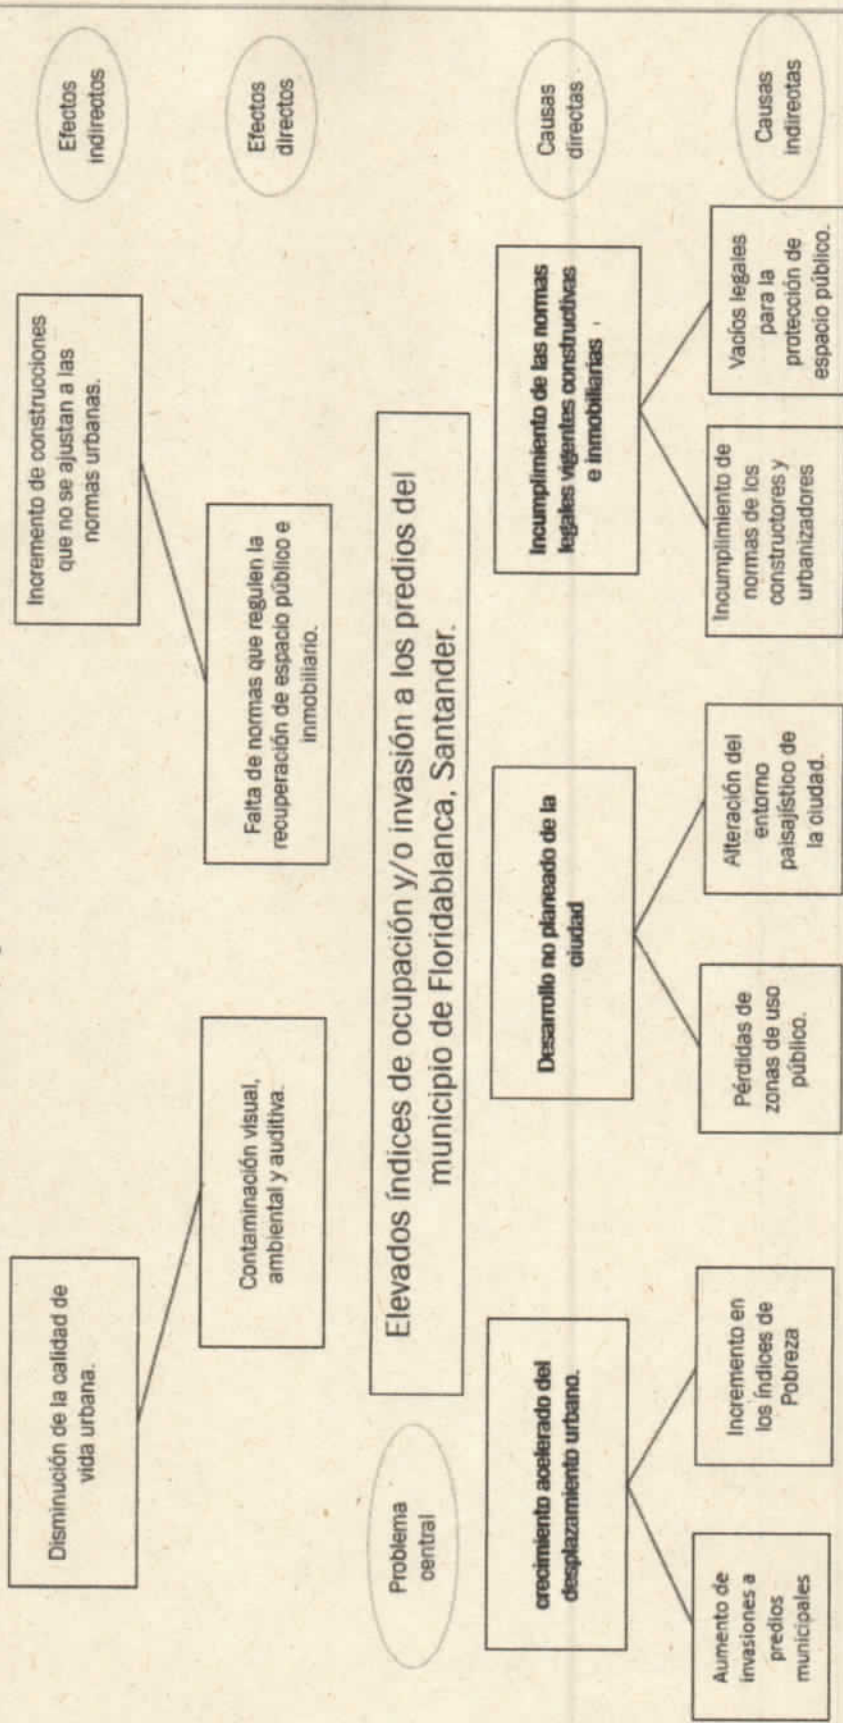 Disminución de la calidad de
vida urbana.
Incremento de construcciones
que no se ajustan a las
normas urbanas.
Efectos
indirectos
Contaminación visual,
ambiental y auditiva.
Falta de normas que regulen la
recuperación de espacio público e
inmobiliario.
Efectos
directos
Problema
central
Elevados índices de ocupación y/o invasión a los predios del
municipio de Floridablanca, Santander.
crecimiento acelerado del
desplazamiento urbano.
Desarrollo no planeado de la
ciudad
Incumplimiento de las normas
legales vigentes constructivas
e inmobiliarias
Causas
directas
Aumento de
invasiones a
predios
municipales
Incremento en
los índices de
Pobreza
Pérdidas de
zonas de uso
público.
Alteración del
entorno
paisajístico de
la ciudad.
Incumplimiento de
normas de los
constructores y
urbanizadores
Vacíos legales
para la
protección de
espacio público.
Causas
indirectas